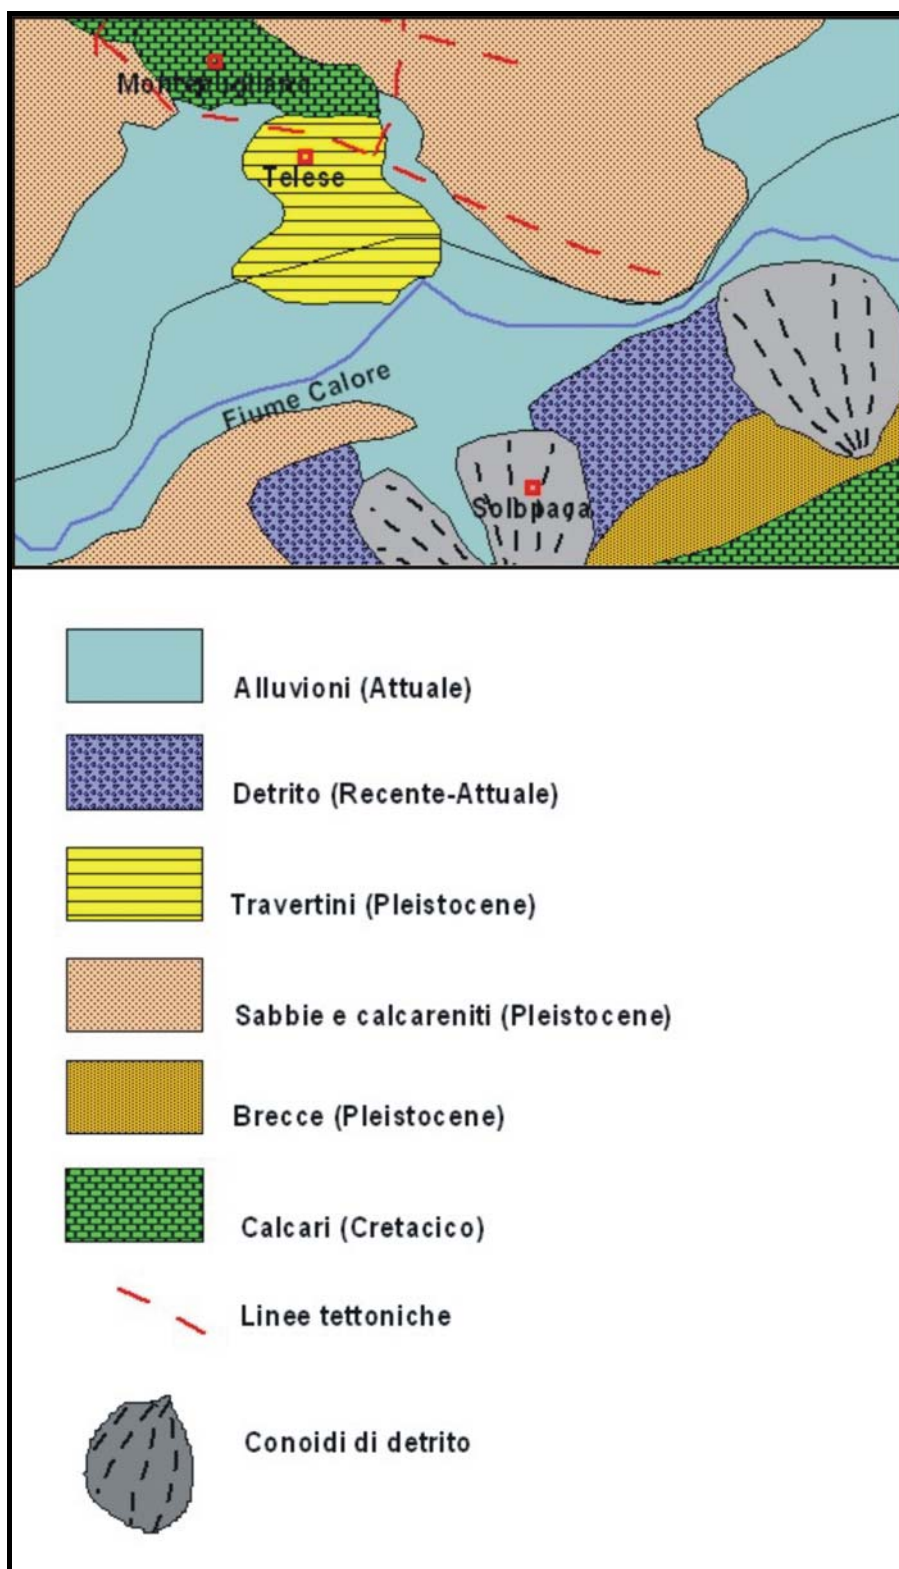 Montepugliano
Telese
Fiume Calore
Solopaca
Alluvioni (Attuale)
Detrito (Recente-Attuale)
Travertini (Pleistocene)
Sabbie e calcareniti (Pleistocene)
Brecce (Pleistocene)
Calcari (Cretacico)
Linee tettoniche
Conoidi di detrito